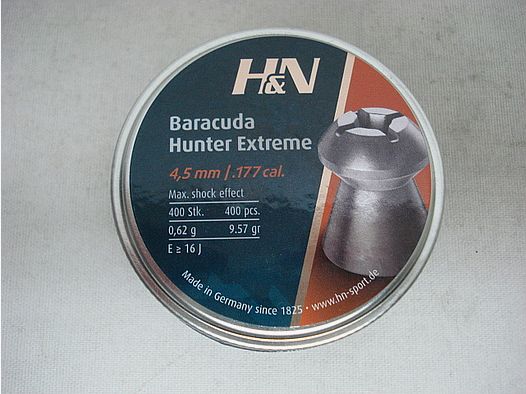 H&N
Baracuda
Hunter Extreme
4,5 mm / .177 cal.
Max. shock effect
400 Stk. 400 pcs.
0,62 g 9.57 gr
E ≥ 16 J
Made in Germany since 1825 · www.hn-sport.de